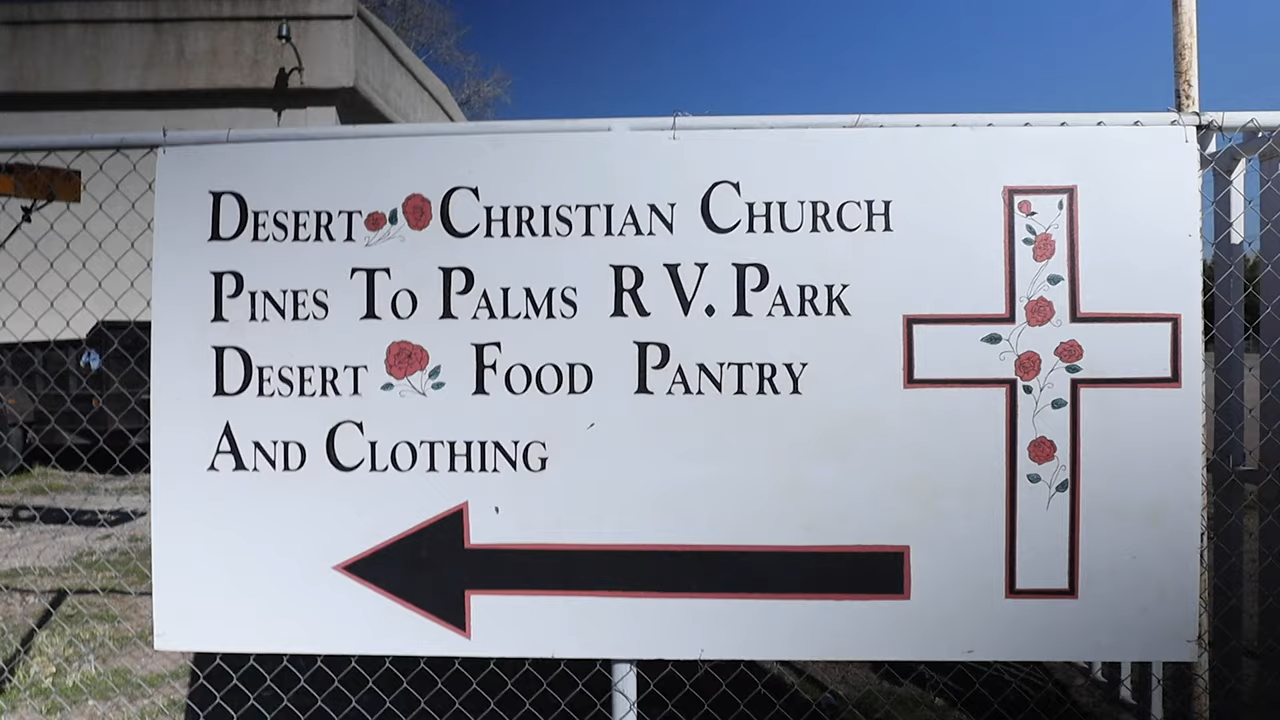 Desert Christian Church
Pines To Palms R V. Park
Desert Food Pantry
And Clothing